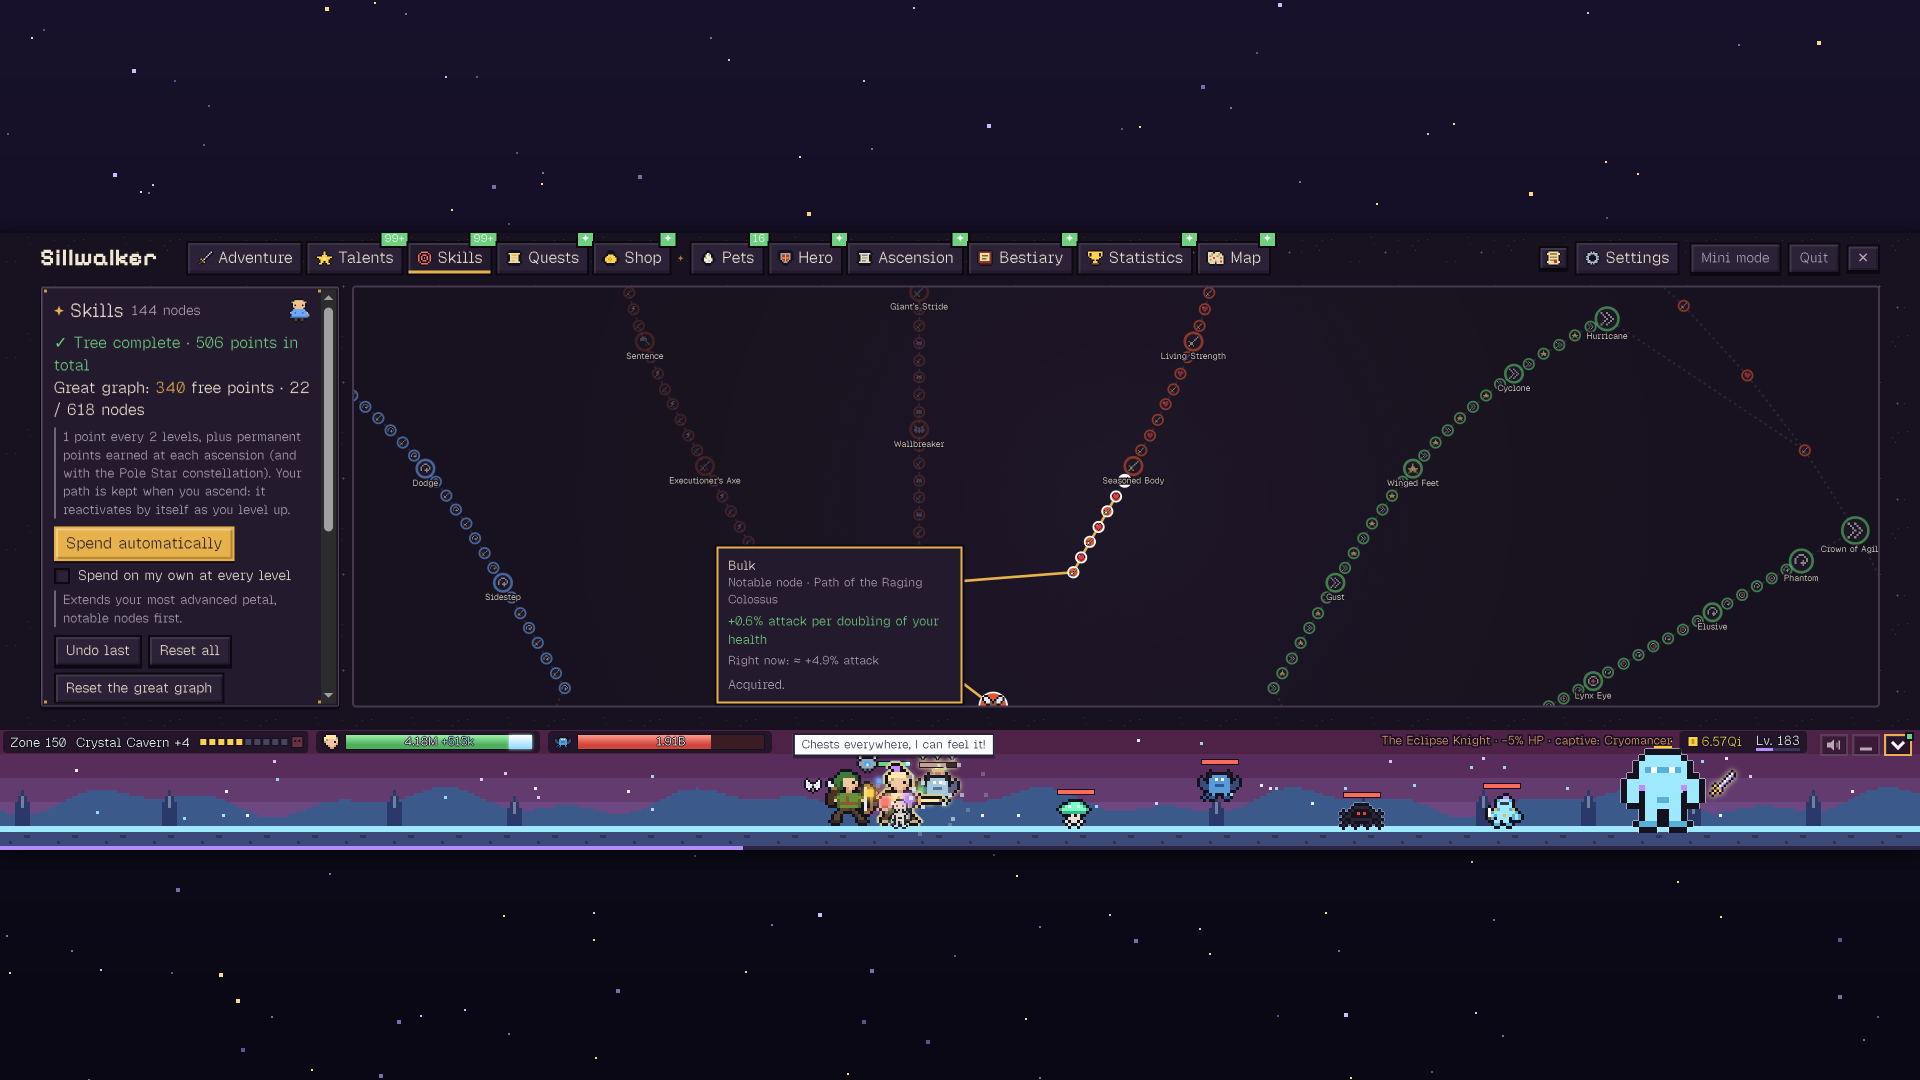 Sillwalker
Adventure
99+
Talents
99+
Skills
Quests
Shop
16
Pets
Hero
Ascension
Bestiary
Statistics
Map
Settings
Mini mode
Quit
✕
Skills 144 nodes
✓ Tree complete · 506 points in
total
Great graph: 340 free points · 22
/ 618 nodes
1 point every 2 levels, plus permanent
points earned at each ascension (and
with the Pole Star constellation). Your
path is kept when you ascend: it
reactivates by itself as you level up.
Spend automatically
Spend on my own at every level
Extends your most advanced petal,
notable nodes first.
Undo last
Reset all
Reset the great graph
Giant's Stride
Sentence
Living Strength
Hurricane
Cyclone
Wallbreaker
Dodge
Executioner's Axe
Seasoned Body
Winged Feet
Crown of Agil
Phantom
Sidestep
Gust
Elusive
Lynx Eye
Bulk
Notable node · Path of the Raging
Colossus
+0.6% attack per doubling of your
health
Right now: ≈ +4.9% attack
Acquired.
Zone 150 Crystal Cavern +4
4.18M +515k
1.91B
Chests everywhere, I can feel it!
The Eclipse Knight · -5% HP · captive: Cryomancer
6.57Qi
Lv. 183